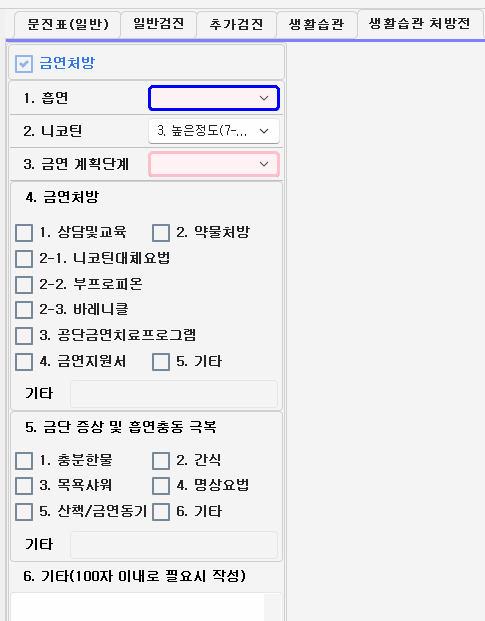 문진표(일반) 일반검진 추가검진 생활습관 생활습관 처방전
금연처방
1. 흡연
2. 니코틴 3. 높은정도(7-...
3. 금연 계획단계
4. 금연처방
1. 상담및교육 2. 약물처방
2-1. 니코틴대체요법
2-2. 부프로피온
2-3. 바레니클
3. 공단금연치료프로그램
4. 금연지원서 5. 기타
기타
5. 금단 증상 및 흡연충동 극복
1. 충분한물 2. 간식
3. 목욕샤워 4. 명상요법
5. 산책/금연동기 6. 기타
기타
6. 기타(100자 이내로 필요시 작성)